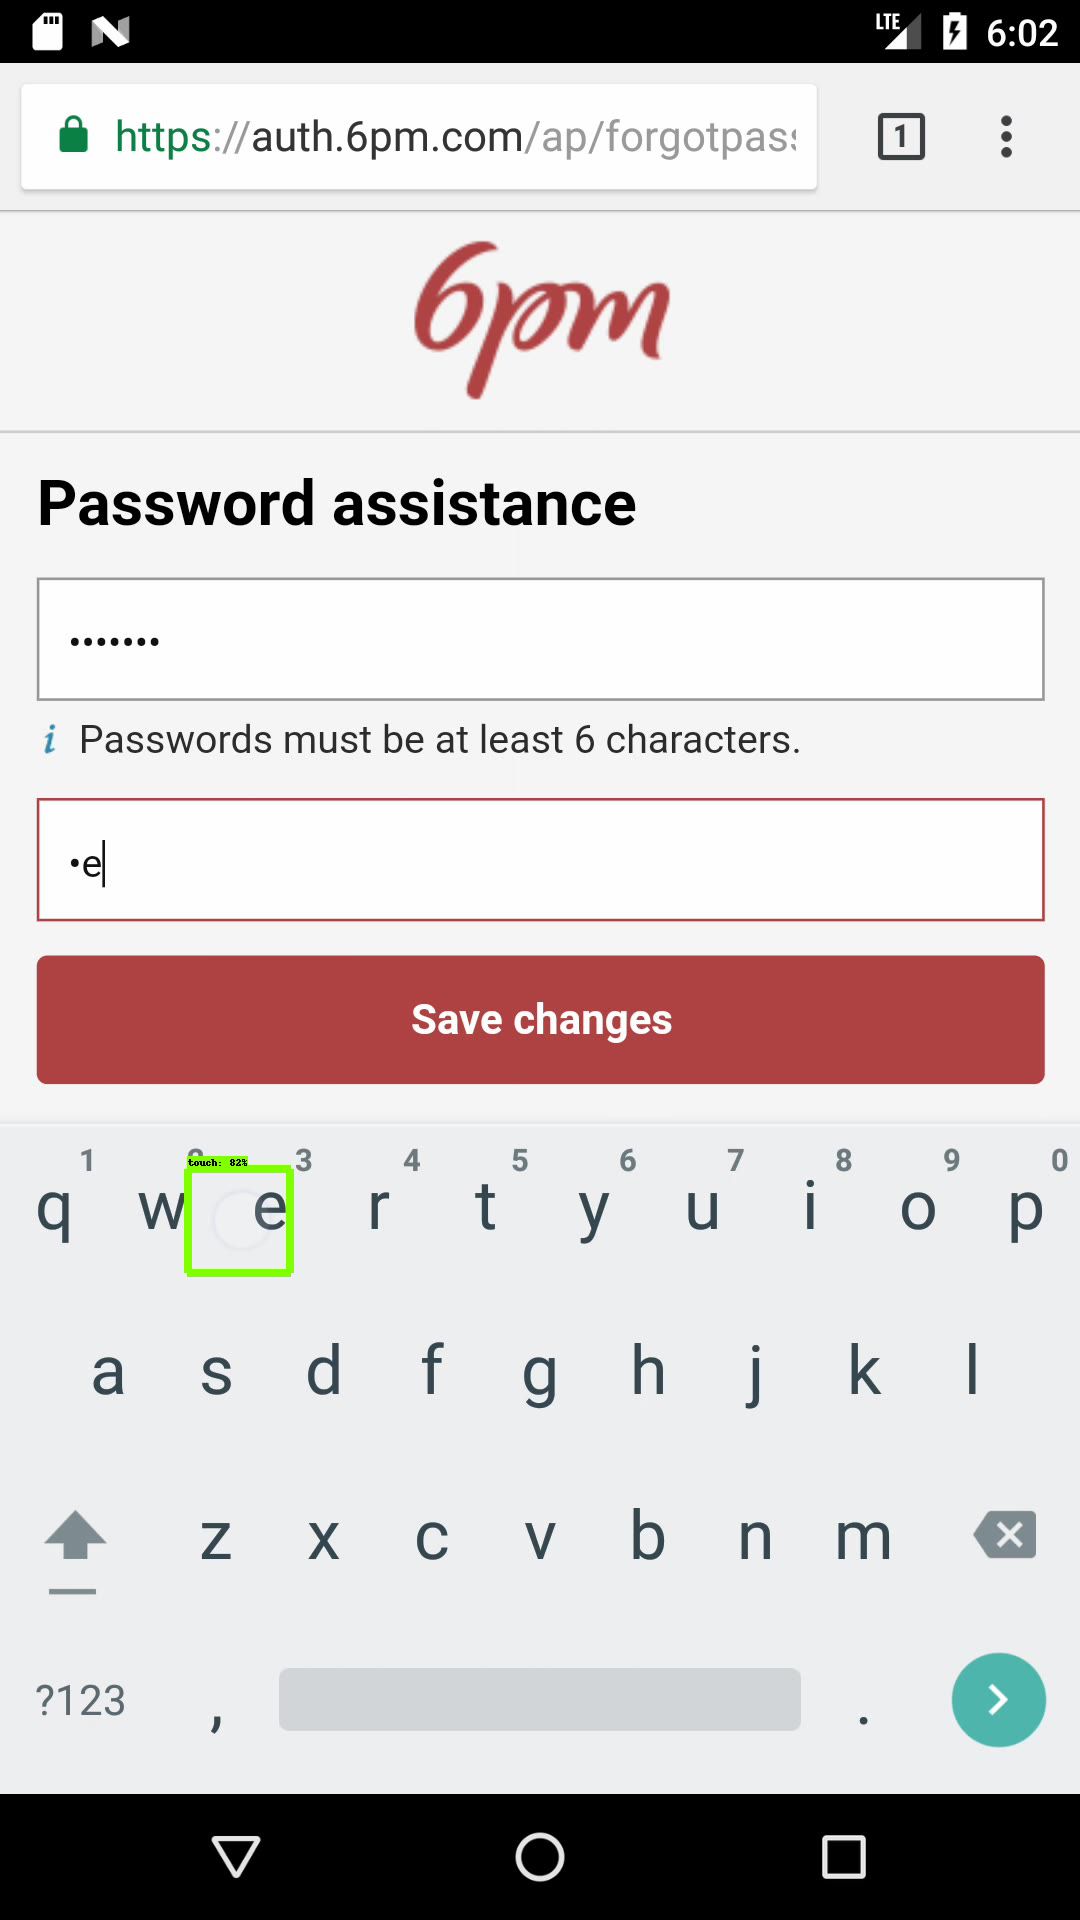 LTE 6:02
https://auth.6pm.com/ap/forgotpass 1
6pm
Password assistance
•••••••
i Passwords must be at least 6 characters.
•e
Save changes
touch: 82%
1 2 3 4 5 6 7 8 9 0
q w e r t y u i o p
a s d f g h j k l
z x c v b n m
?123 , .